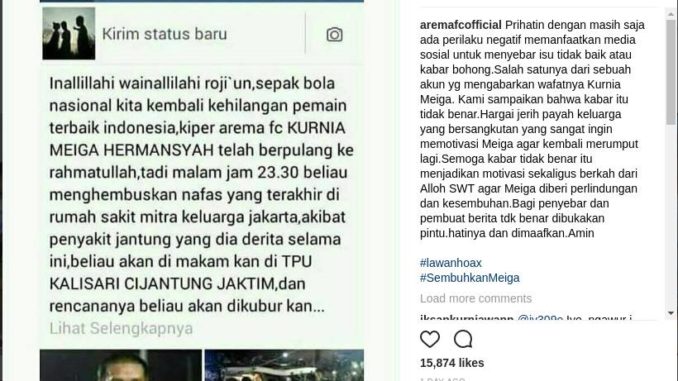 Kirim status baru
Inallillahi wainallilahi roji`un,sepak bola
nasional kita kembali kehilangan pemain
terbaik indonesia,kiper arema fc KURNIA
MEIGA HERMANSYAH telah berpulang ke
rahmatullah,tadi malam jam 23.30 beliau
menghembuskan nafas yang terakhir di
rumah sakit mitra keluarga jakarta,akibat
penyakit jantung yang dia derita selama
ini,beliau akan di makam kan di TPU
KALISARI CIJANTUNG JAKTIM,dan
rencananya beliau akan dikubur kan...
Lihat Selengkapnya
aremafcofficial Prihatin dengan masih saja
ada perilaku negatif memanfaatkan media
sosial untuk menyebar isu tidak baik atau
kabar bohong.Salah satunya dari sebuah
akun yg mengabarkan wafatnya Kurnia
Meiga. Kami sampaikan bahwa kabar itu
tidak benar.Hargai jerih payah keluarga
yang bersangkutan yang sangat ingin
memotivasi Meiga agar kembali merumput
lagi.Semoga kabar tidak benar itu
menjadikan motivasi sekaligus berkah dari
Alloh SWT agar Meiga diberi perlindungan
dan kesembuhan.Bagi penyebar dan
pembuat berita tdk benar dibukakan
pintu.hatinya dan dimaafkan.Amin
#lawanhoax
#SembuhkanMeiga
Load more comments
15,874 likes